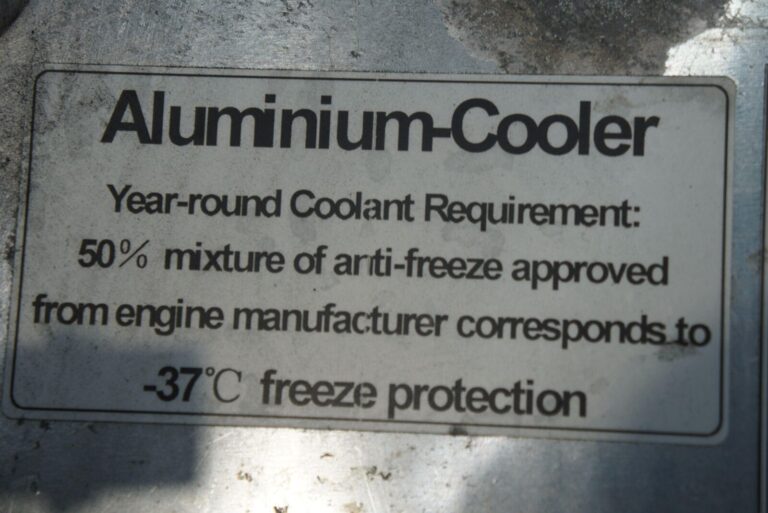 Aluminium-Cooler
Year-round Coolant Requirement:
50% mixture of anti-freeze approved
from engine manufacturer corresponds to
-37℃ freeze protection